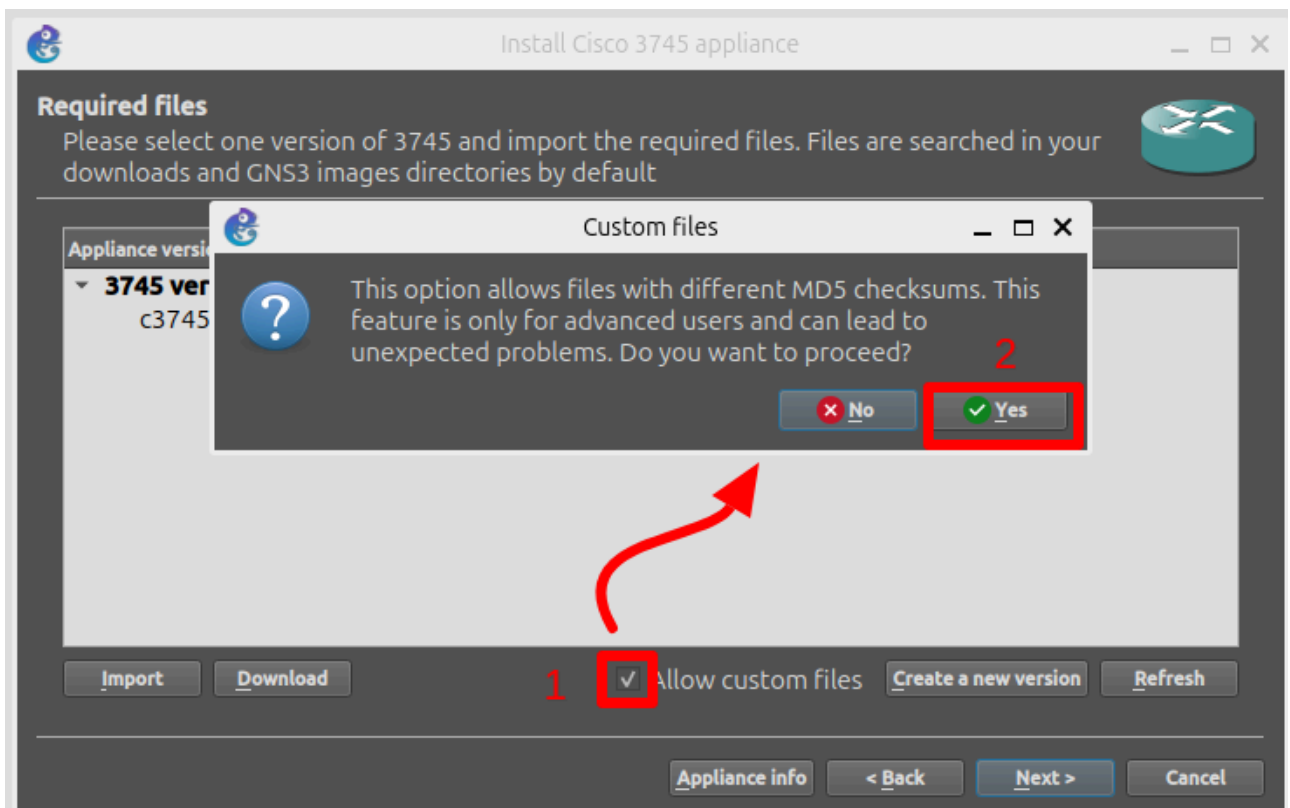 Install Cisco 3745 appliance
Required files
Please select one version of 3745 and import the required files. Files are searched in your
downloads and GNS3 images directories by default
Custom files
Appliance versi
3745 ver
c3745
This option allows files with different MD5 checksums. This
feature is only for advanced users and can lead to
unexpected problems. Do you want to proceed?
2
No Yes
Import Download 1 Allow custom files Create a new version Refresh
Appliance info < Back Next > Cancel